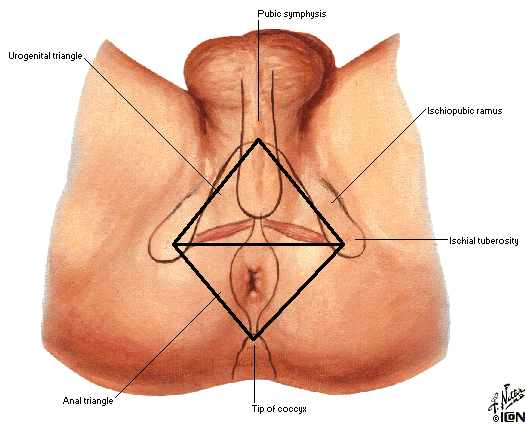 Pubic symphysis
Urogenital triangle
Ischiopubic ramus
Ischial tuberosity
Anal triangle
Tip of coccyx
F. Netter
©ICON